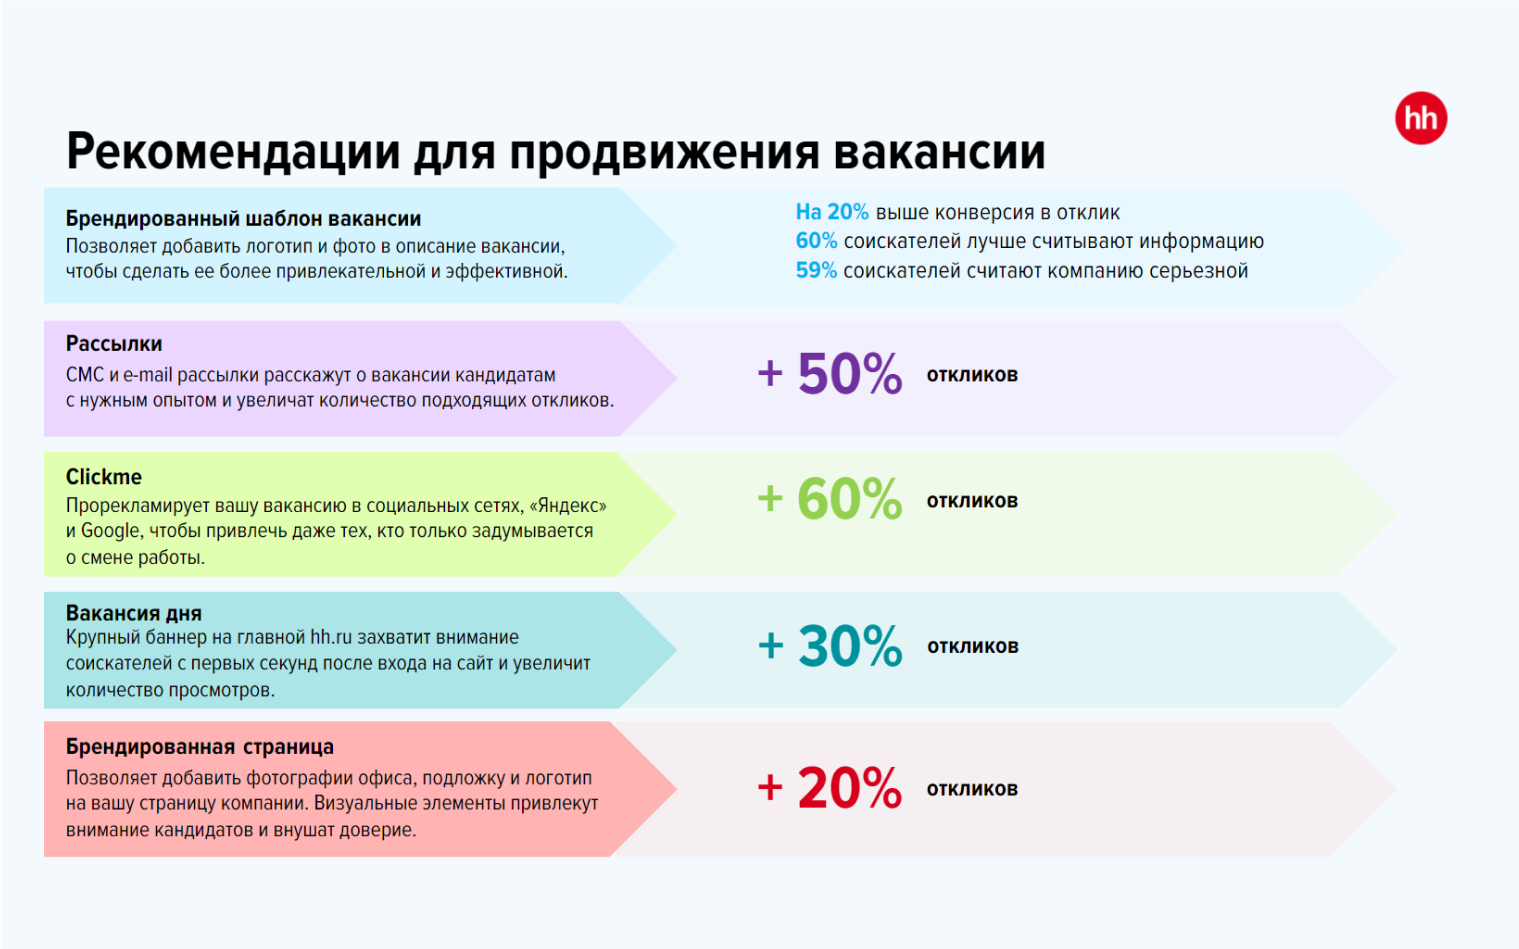 hh
Рекомендации для продвижения вакансии
Брендированный шаблон вакансии
Позволяет добавить логотип и фото в описание вакансии,
чтобы сделать ее более привлекательной и эффективной.
На 20% выше конверсия в отклик
60% соискателей лучше считывают информацию
59% соискателей считают компанию серьезной
Рассылки
СМС и e-mail рассылки расскажут о вакансии кандидатам
с нужным опытом и увеличат количество подходящих откликов.
+ 50% откликов
Clickme
Прорекламирует вашу вакансию в социальных сетях, «Яндекс»
и Google, чтобы привлечь даже тех, кто только задумывается
о смене работы.
+ 60% откликов
Вакансия дня
Крупный баннер на главной hh.ru захватит внимание
соискателей с первых секунд после входа на сайт и увеличит
количество просмотров.
+ 30% откликов
Брендированная страница
Позволяет добавить фотографии офиса, подложку и логотип
на вашу страницу компании. Визуальные элементы привлекут
внимание кандидатов и внушат доверие.
+ 20% откликов